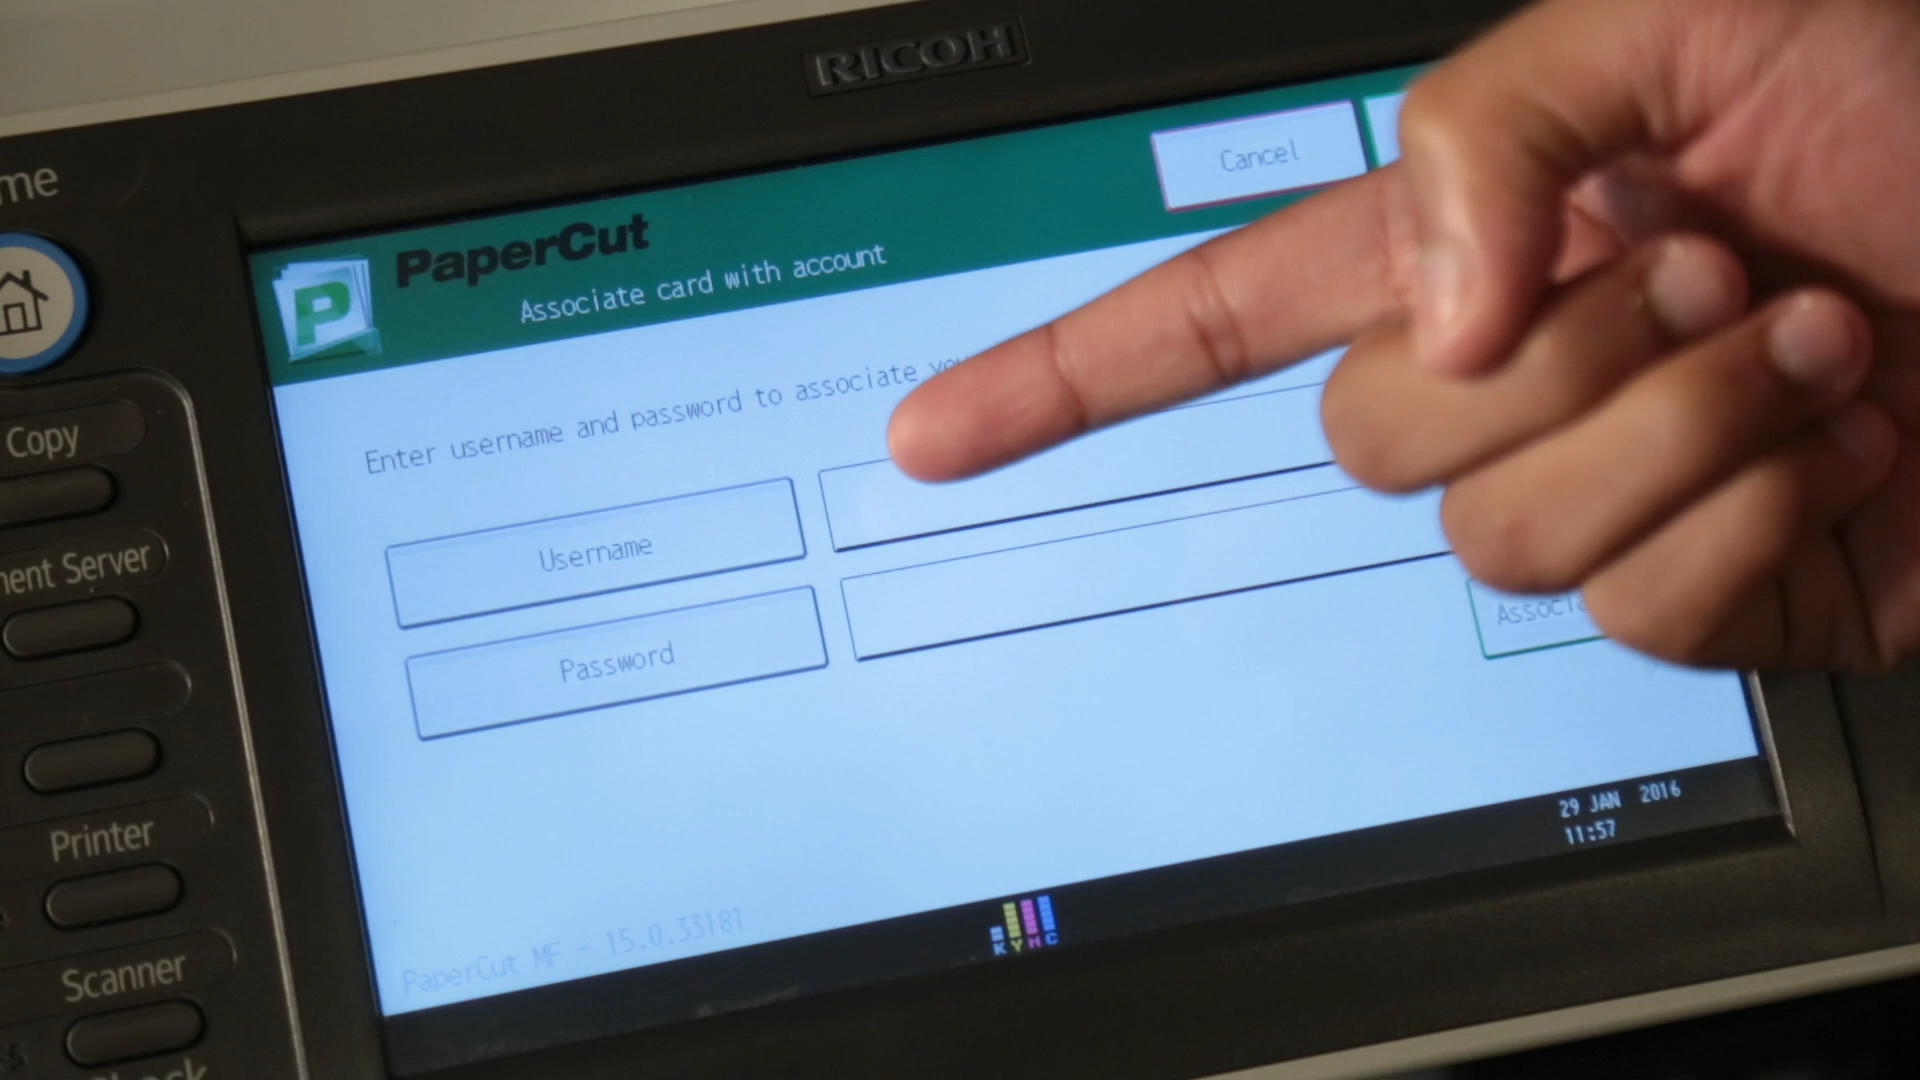 RICOH
me
Cancel
PaperCut
Associate card with account
Enter username and password to associate
Username
Password
Copy
ent Server
Printer
Scanner
29 JAN 2016
11:57
K Y M C
PaperCut MF - 15.0.33181